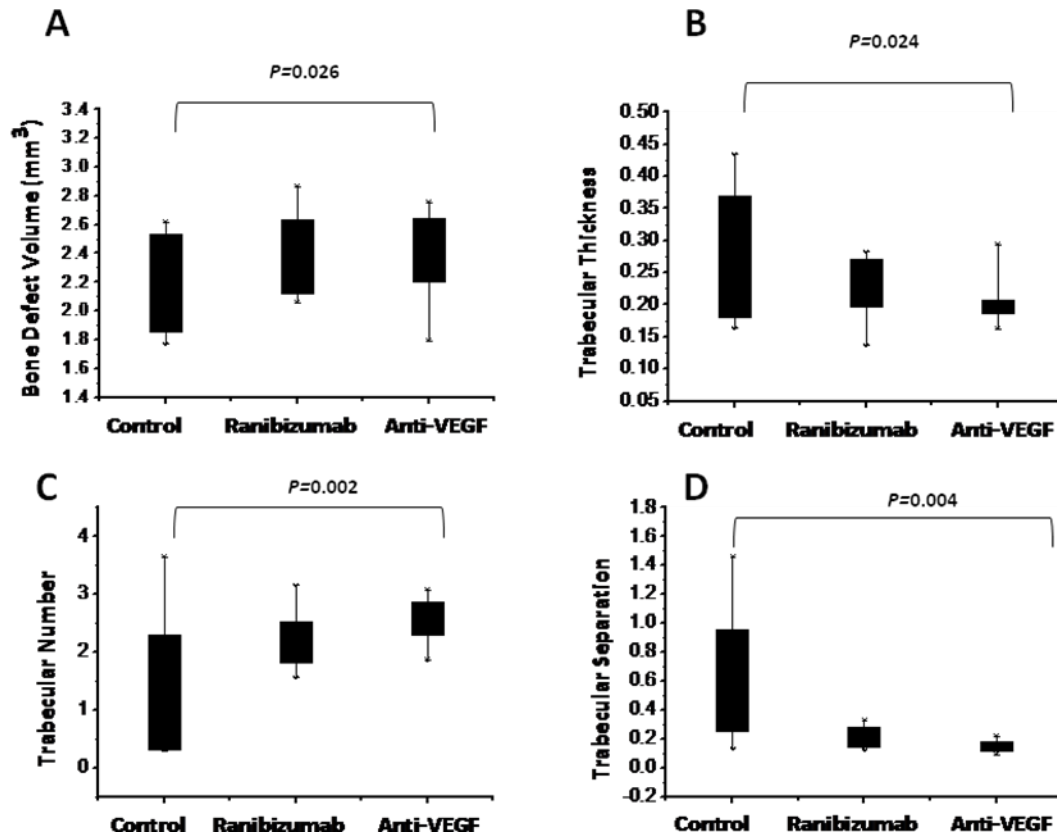 A
P=0.026
Bone Defect Volume (mm³)
3.4
3.2
3.0
2.8
2.6
2.4
2.2
2.0
1.8
1.6
1.4
Control Ranibizumab Anti-VEGF
B
P=0.024
Trabecular Thickness
0.50
0.45
0.40
0.35
0.30
0.25
0.20
0.15
0.10
0.05
Control Ranibizumab Anti-VEGF
C
P=0.002
Trabecular Number
4
3
2
1
0
Control Ranibizumab Anti-VEGF
D
P=0.004
Trabecular Separation
1.8
1.6
1.4
1.2
1.0
0.8
0.6
0.4
0.2
0.0
-0.2
Control Ranibizumab Anti-VEGF